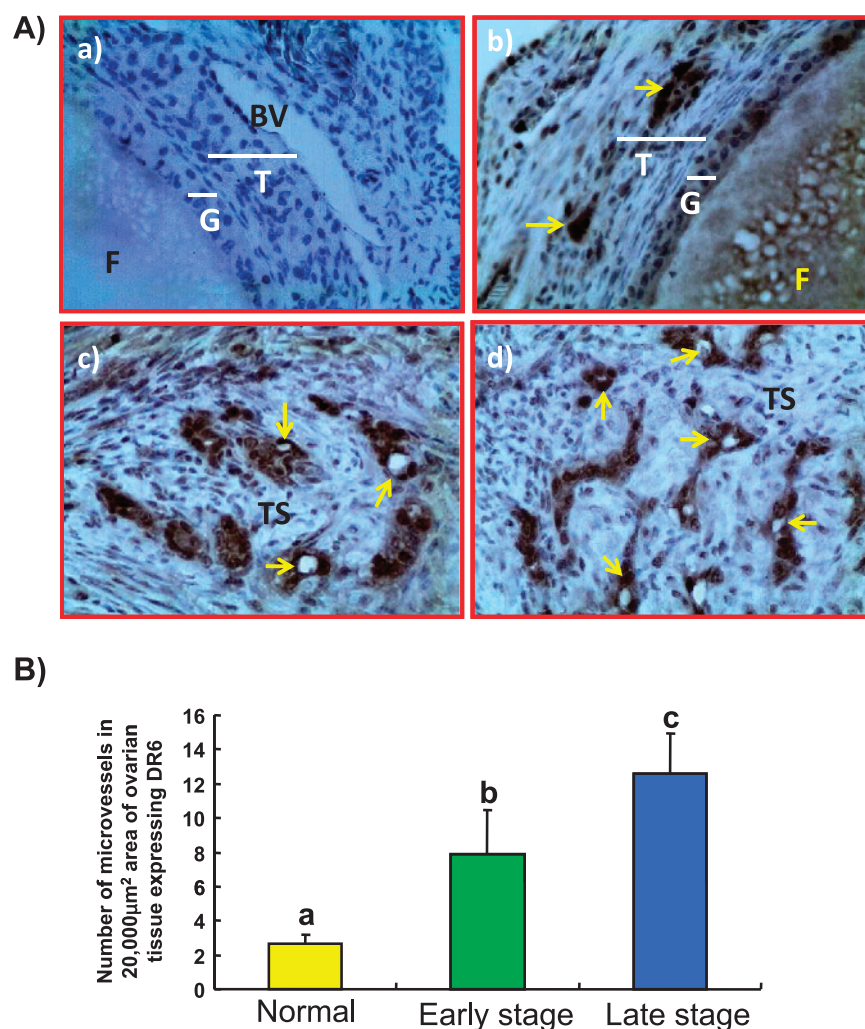 A)
a)
BV
T
G
F
b)
T
G
F
c)
TS
d)
TS
B)
Number of microvessels in
20,000µm² area of ovarian
tissue expressing DR6
16
14
12
10
8
6
4
2
0
a
b
c
Normal
Early stage
Late stage